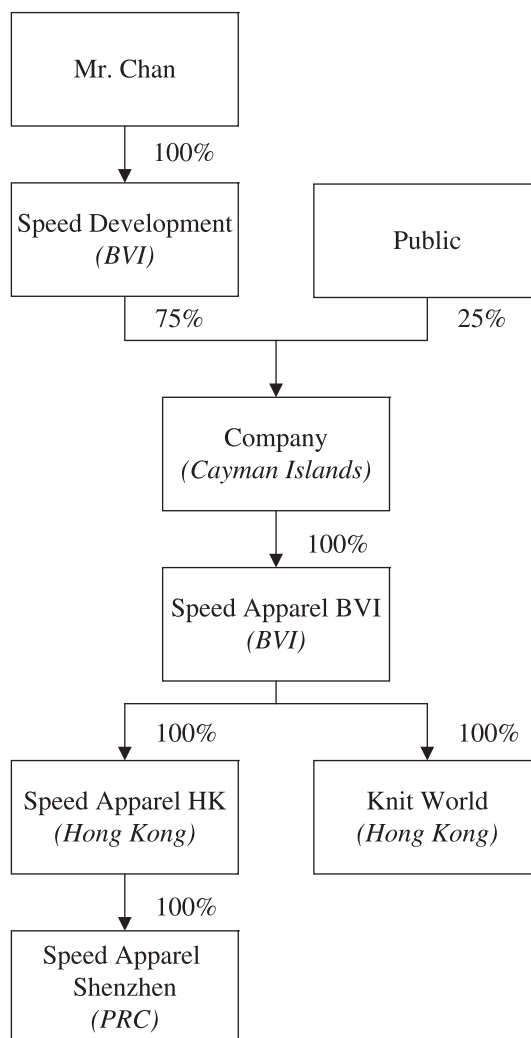 Mr. Chan
100%
Speed Development
(BVI)
Public
75%
25%
Company
(Cayman Islands)
100%
Speed Apparel BVI
(BVI)
100%
100%
Speed Apparel HK
(Hong Kong)
Knit World
(Hong Kong)
100%
Speed Apparel
Shenzhen
(PRC)